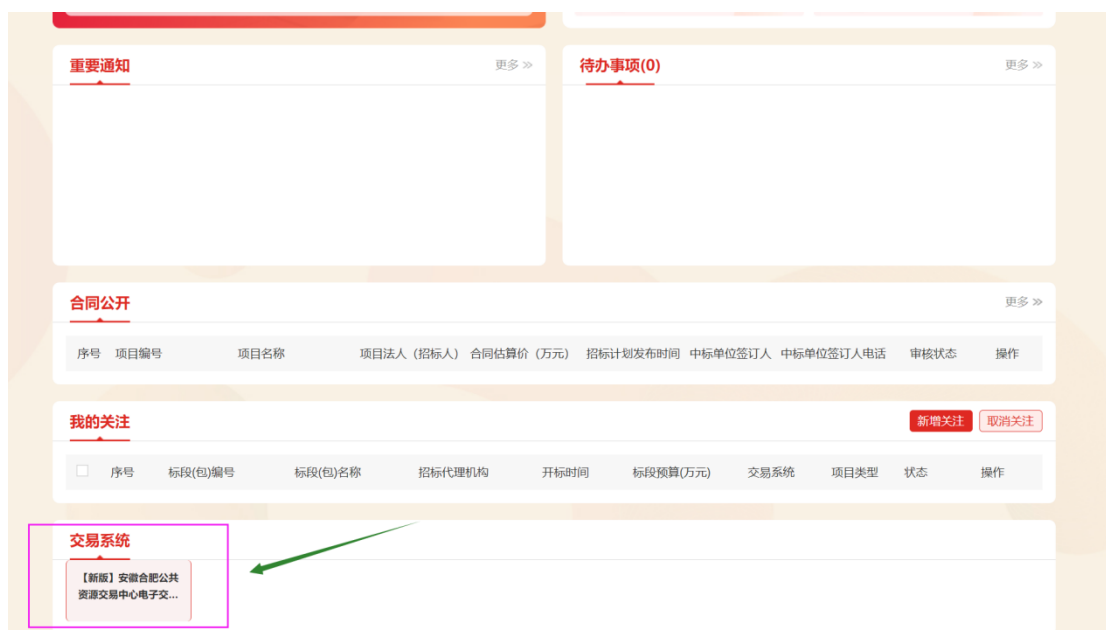 重要通知 更多 >>
待办事项(0) 更多 >>
合同公开 更多 >>
序号 项目编号 项目名称 项目法人（招标人） 合同估算价（万元） 招标计划发布时间 中标单位签订人 中标单位签订人电话 审核状态 操作
我的关注 新增关注 取消关注
序号 标段(包)编号 标段(包)名称 招标代理机构 开标时间 标段预算(万元) 交易系统 项目类型 状态 操作
交易系统
【新版】安徽合肥公共
资源交易中心电子交...